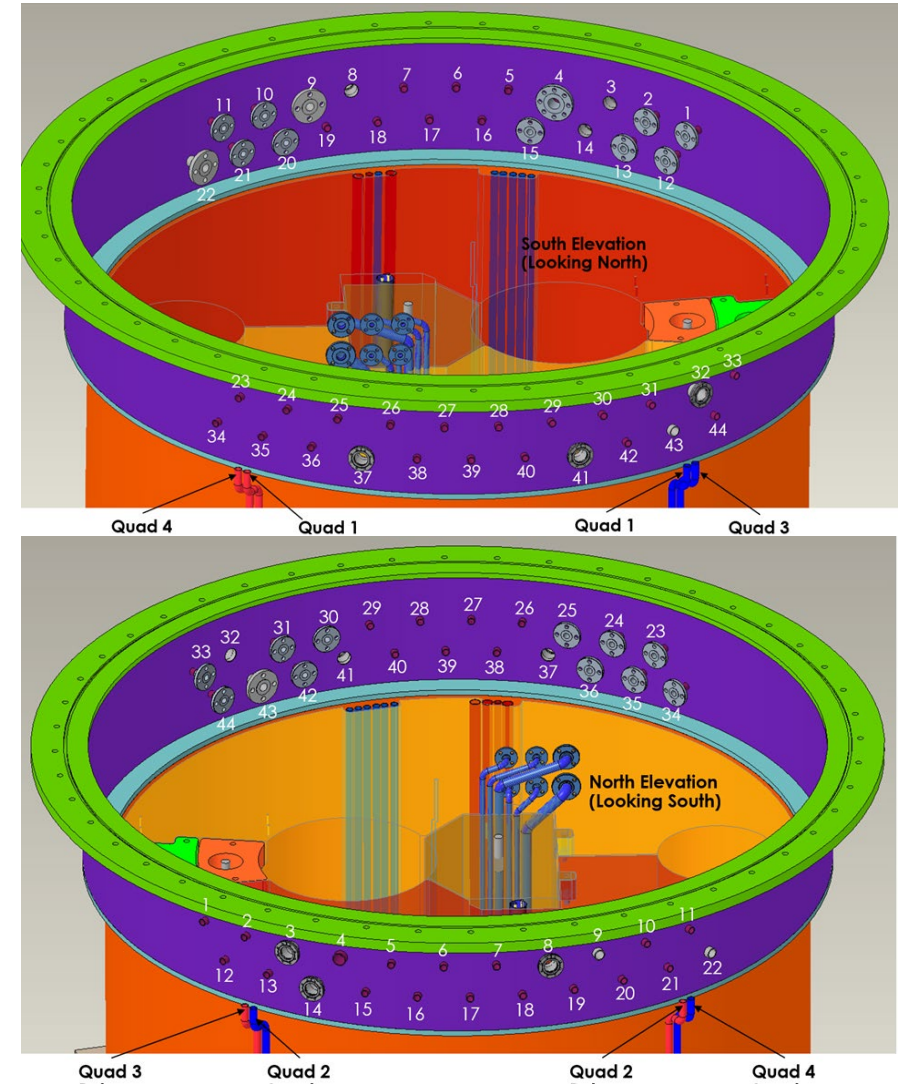 8 7 6 5 4 3 2 1
11 10 9
19 18 17 16 15 14 13 12
22 21 20
South Elevation
(Looking North)
23 24 25 26 27 28 29 30 31 32 33
34 35 36 37 38 39 40 41 42 43 44
Quad 4 Quad 1 Quad 1 Quad 3
33 32 31 30 29 28 27 26 25 24 23
44 43 42 41 40 39 38 37 36 35 34
North Elevation
(Looking South)
1 2 3 4 5 6 7 8 9 10 11
12 13 14 15 16 17 18 19 20 21 22
Quad 3 Quad 2 Quad 2 Quad 4